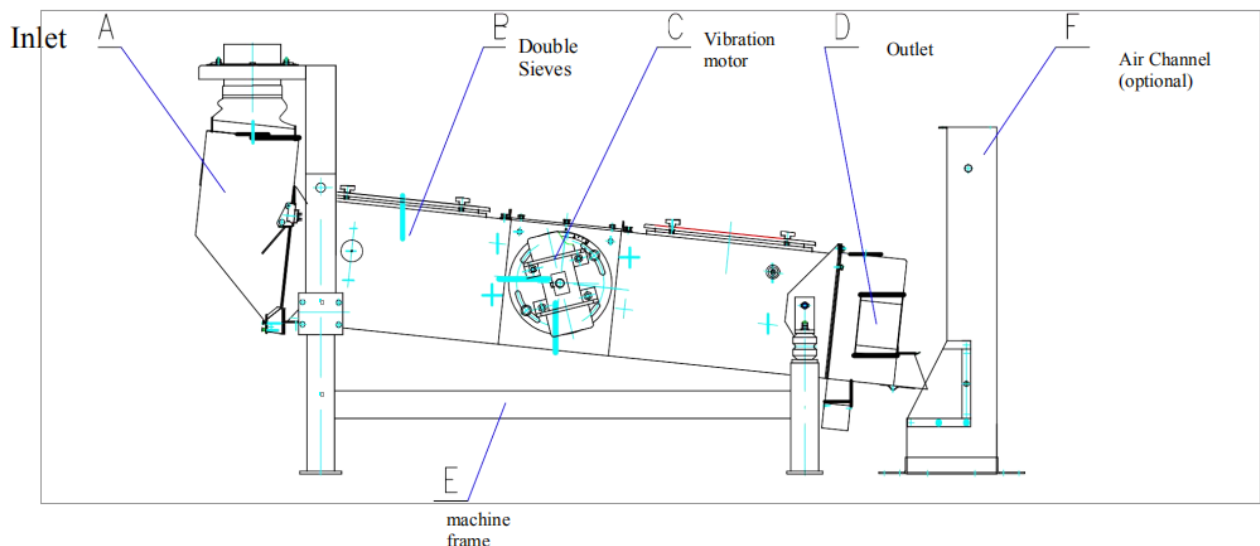 Inlet
A
B
Double
Sieves
C
Vibration
motor
D
Outlet
F
Air Channel
(optional)
E
machine
frame